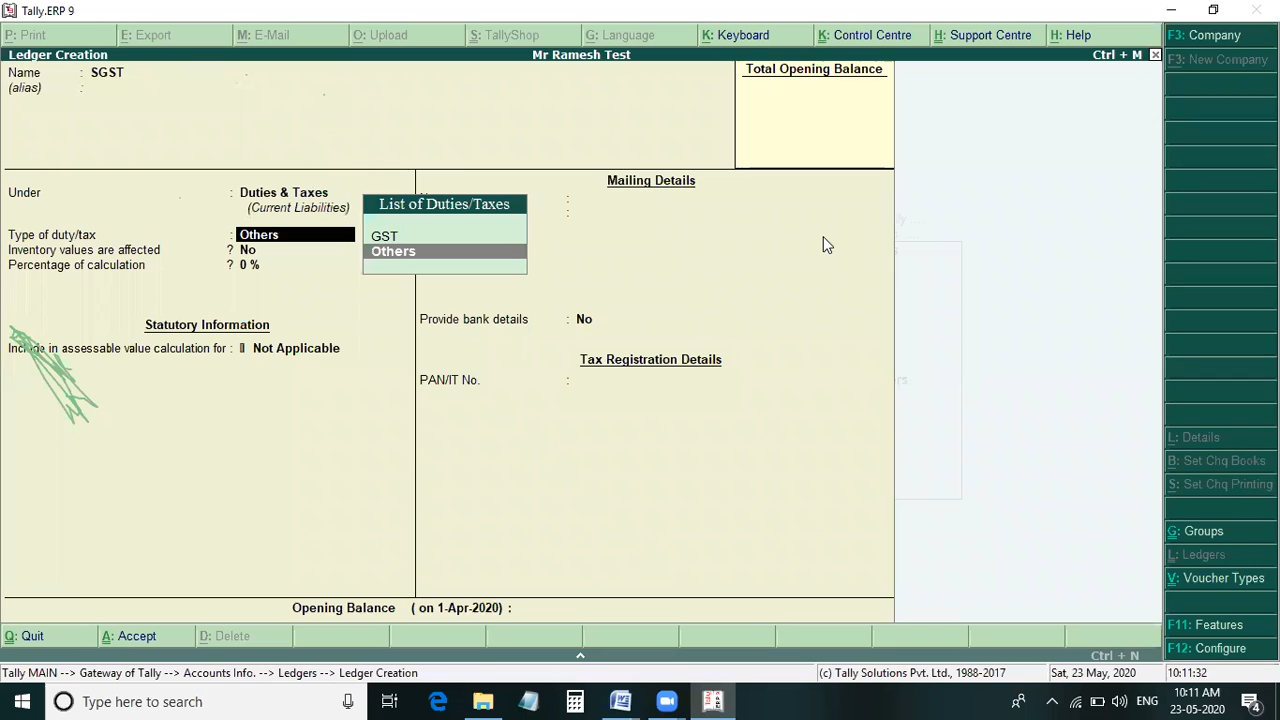 Tally.ERP 9
P: Print E: Export M: E-Mail O: Upload S: TallyShop G: Language K: Keyboard K: Control Centre H: Support Centre H: Help
F3: Company
Ledger Creation Mr Ramesh Test Ctrl + M
F3: New Company
Name : SGST
(alias) :
Total Opening Balance
Under : Duties & Taxes
(Current Liabilities)
Type of duty/tax : Others
Inventory values are affected ? No
Percentage of calculation ? 0 %
List of Duties/Taxes
GST
Others
Statutory Information
Include in assessable value calculation for : Not Applicable
Mailing Details
:
:
Provide bank details : No
Tax Registration Details
PAN/IT No. :
Opening Balance ( on 1-Apr-2020) :
L: Details
B: Set Chq Books
S: Set Chq Printing
G: Groups
L: Ledgers
V: Voucher Types
F11: Features
F12: Configure
Q: Quit A: Accept D: Delete
Ctrl + N
Tally MAIN --> Gateway of Tally --> Accounts Info. --> Ledgers --> Ledger Creation (c) Tally Solutions Pvt. Ltd., 1988-2017 Sat, 23 May, 2020 10:11:32
Type here to search
ENG
10:11 AM
23-05-2020
4